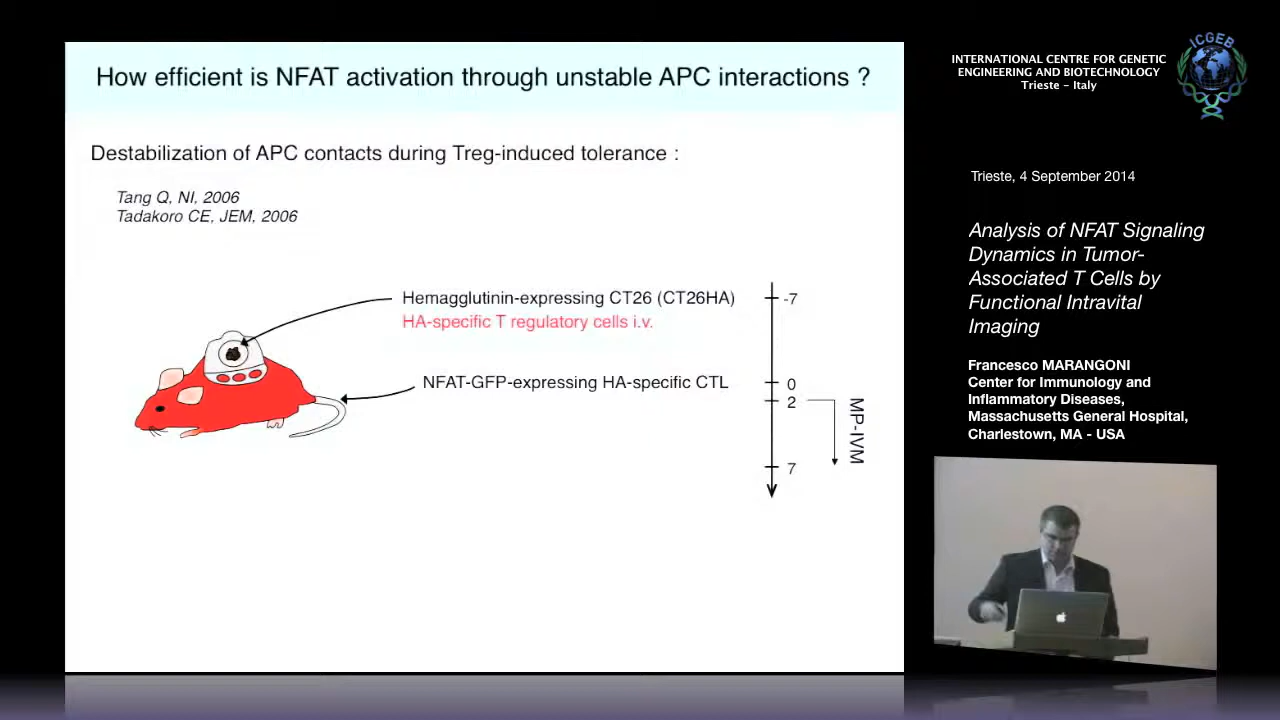 How efficient is NFAT activation through unstable APC interactions ?
Destabilization of APC contacts during Treg-induced tolerance :
Tang Q, NI, 2006
Tadakoro CE, JEM, 2006
Hemagglutinin-expressing CT26 (CT26HA)
HA-specific T regulatory cells i.v.
NFAT-GFP-expressing HA-specific CTL
-7
0
2
7
MP-IVM
INTERNATIONAL CENTRE FOR GENETIC
ENGINEERING AND BIOTECHNOLOGY
Trieste – Italy
ICGEB
Trieste, 4 September 2014
Analysis of NFAT Signaling
Dynamics in Tumor-
Associated T Cells by
Functional Intravital
Imaging
Francesco MARANGONI
Center for Immunology and
Inflammatory Diseases,
Massachusetts General Hospital,
Charlestown, MA - USA